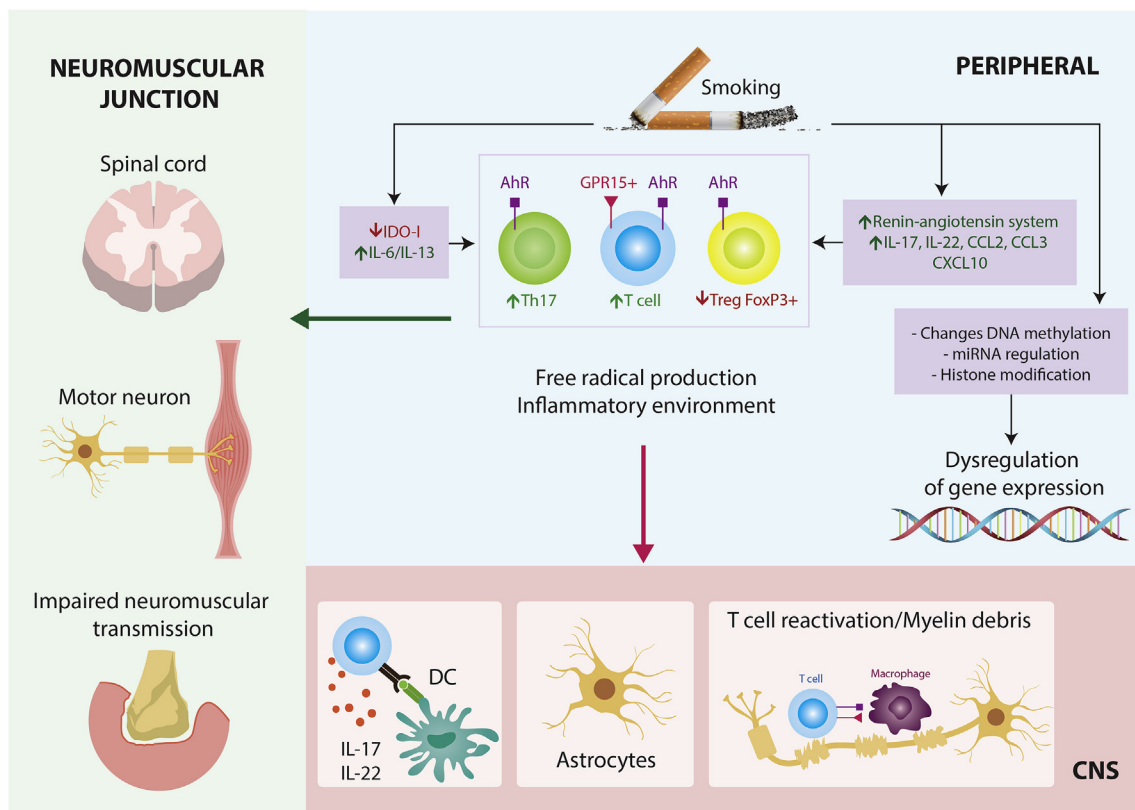 NEUROMUSCULAR
JUNCTION
Spinal cord
Motor neuron
Impaired neuromuscular
transmission
PERIPHERAL
Smoking
↓IDO-I
↑IL-6/IL-13
AhR
GPR15+
AhR
AhR
↑Th17
↑T cell
↓Treg FoxP3+
↑Renin-angiotensin system
↑IL-17, IL-22, CCL2, CCL3
CXCL10
- Changes DNA methylation
- miRNA regulation
- Histone modification
Free radical production
Inflammatory environment
Dysregulation
of gene expression
DC
IL-17
IL-22
Astrocytes
T cell reactivation/Myelin debris
T cell
Macrophage
CNS